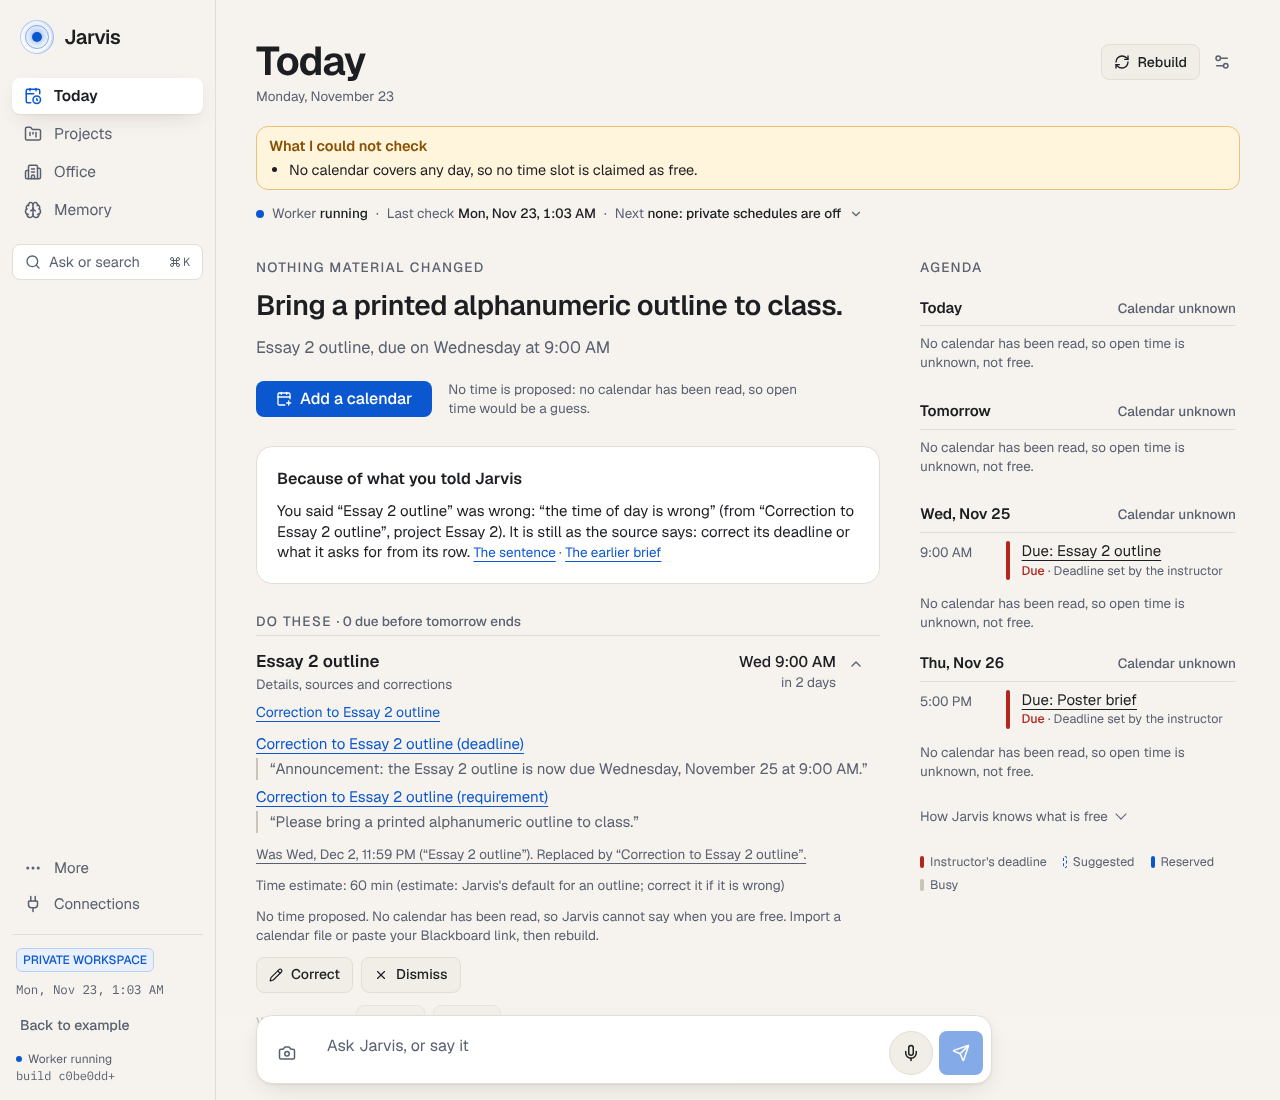 Jarvis
Today
Projects
Office
Memory
Ask or search ⌘ K
More
Connections
PRIVATE WORKSPACE
Mon, Nov 23, 1:03 AM
Back to example
Worker running
build c0be0dd+
Today
Monday, November 23
Rebuild
What I could not check
• No calendar covers any day, so no time slot is claimed as free.
Worker running · Last check Mon, Nov 23, 1:03 AM · Next none: private schedules are off
NOTHING MATERIAL CHANGED
Bring a printed alphanumeric outline to class.
Essay 2 outline, due on Wednesday at 9:00 AM
Add a calendar
No time is proposed: no calendar has been read, so open
time would be a guess.
Because of what you told Jarvis
You said “Essay 2 outline” was wrong: “the time of day is wrong” (from “Correction to
Essay 2 outline”, project Essay 2). It is still as the source says: correct its deadline or
what it asks for from its row. The sentence · The earlier brief
DO THESE · 0 due before tomorrow ends
Essay 2 outline
Wed 9:00 AM
Details, sources and corrections
in 2 days
Correction to Essay 2 outline
Correction to Essay 2 outline (deadline)
“Announcement: the Essay 2 outline is now due Wednesday, November 25 at 9:00 AM.”
Correction to Essay 2 outline (requirement)
“Please bring a printed alphanumeric outline to class.”
Was Wed, Dec 2, 11:59 PM (“Essay 2 outline”). Replaced by “Correction to Essay 2 outline”.
Time estimate: 60 min (estimate: Jarvis's default for an outline; correct it if it is wrong)
No time proposed. No calendar has been read, so Jarvis cannot say when you are free. Import a
calendar file or paste your Blackboard link, then rebuild.
Correct
Dismiss
Ask Jarvis, or say it
AGENDA
Today Calendar unknown
No calendar has been read, so open time is
unknown, not free.
Tomorrow Calendar unknown
No calendar has been read, so open time is
unknown, not free.
Wed, Nov 25 Calendar unknown
9:00 AM Due: Essay 2 outline
Due · Deadline set by the instructor
No calendar has been read, so open time is
unknown, not free.
Thu, Nov 26 Calendar unknown
5:00 PM Due: Poster brief
Due · Deadline set by the instructor
No calendar has been read, so open time is
unknown, not free.
How Jarvis knows what is free
Instructor's deadline Suggested Reserved
Busy